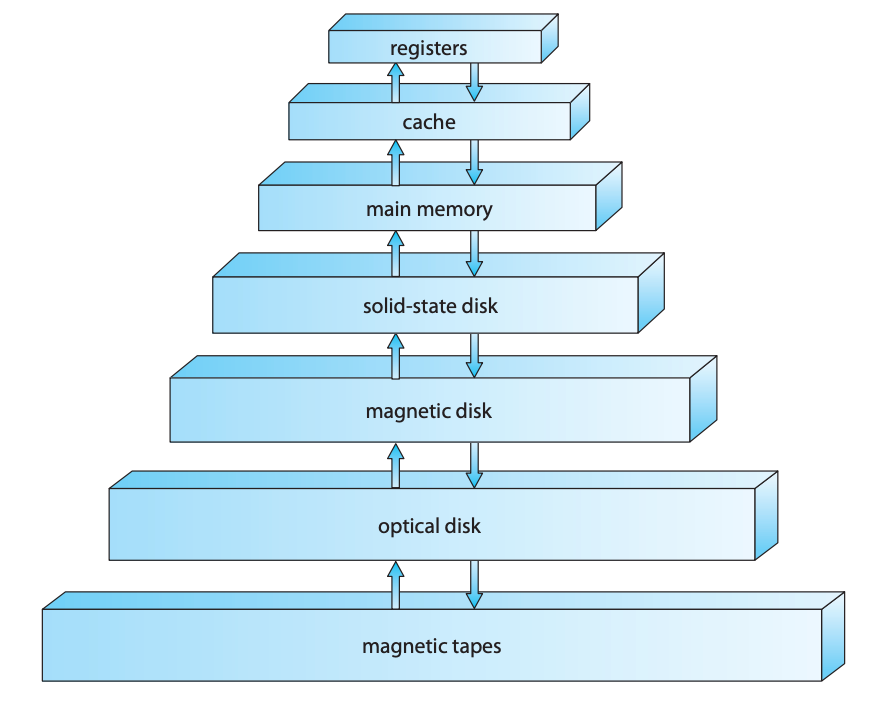 registers
cache
main memory
solid-state disk
magnetic disk
optical disk
magnetic tapes